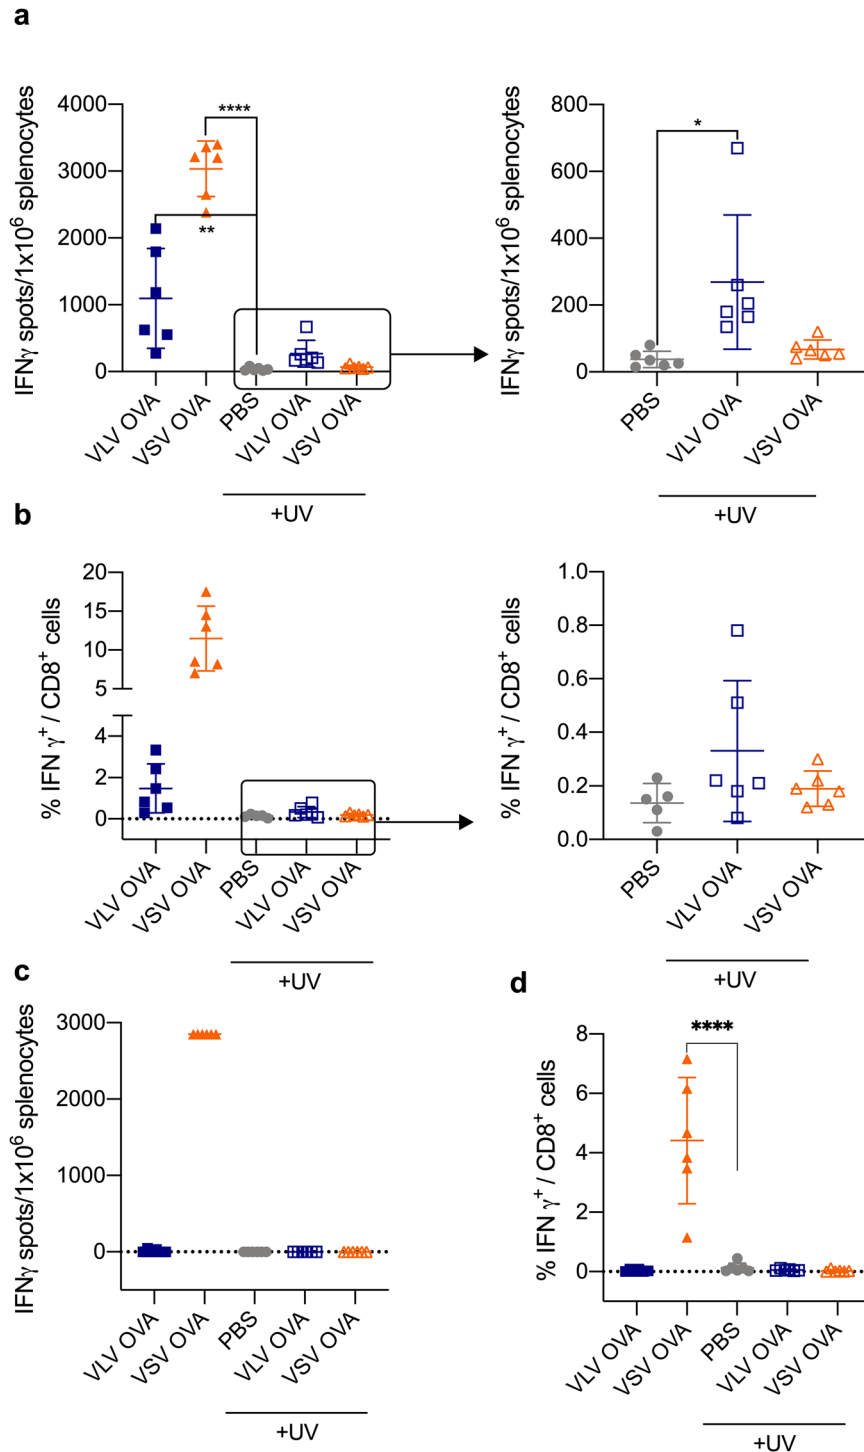 a
IFNγ spots/1x10⁶ splenocytes
4000
3000
2000
1000
0
****
**
VLV OVA
VSV OVA
PBS
VLV OVA
VSV OVA
+UV
IFNγ spots/1x10⁶ splenocytes
800
600
400
200
0
*
PBS
VLV OVA
VSV OVA
+UV
b
% IFN γ⁺ / CD8⁺ cells
20
15
10
5
4
2
0
VLV OVA
VSV OVA
PBS
VLV OVA
VSV OVA
+UV
% IFN γ⁺ / CD8⁺ cells
1.0
0.8
0.6
0.4
0.2
0.0
PBS
VLV OVA
VSV OVA
+UV
c
IFNγ spots/1x10⁶ splenocytes
3000
2000
1000
0
VLV OVA
VSV OVA
PBS
VLV OVA
VSV OVA
+UV
d
% IFN γ⁺ / CD8⁺ cells
8
6
4
2
0
****
VLV OVA
VSV OVA
PBS
VLV OVA
VSV OVA
+UV